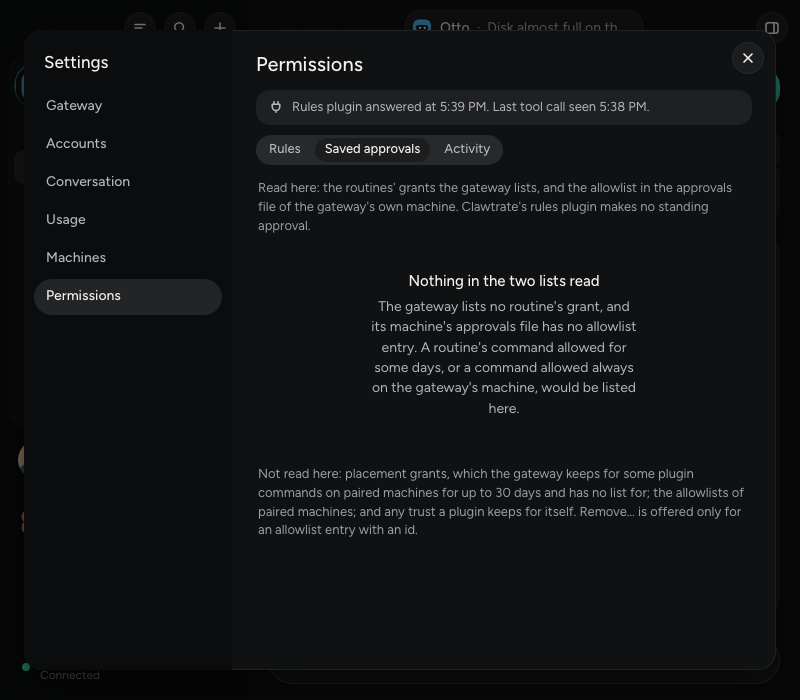 Otto · Disk almost full on th
Settings
Gateway
Accounts
Conversation
Usage
Machines
Permissions
Permissions
Rules plugin answered at 5:39 PM. Last tool call seen 5:38 PM.
Rules Saved approvals Activity
Read here: the routines' grants the gateway lists, and the allowlist in the approvals
file of the gateway's own machine. Clawtrate's rules plugin makes no standing
approval.
Nothing in the two lists read
The gateway lists no routine's grant, and
its machine's approvals file has no allowlist
entry. A routine's command allowed for
some days, or a command allowed always
on the gateway's machine, would be listed
here.
Not read here: placement grants, which the gateway keeps for some plugin
commands on paired machines for up to 30 days and has no list for; the allowlists of
paired machines; and any trust a plugin keeps for itself. Remove... is offered only for
an allowlist entry with an id.
Connected